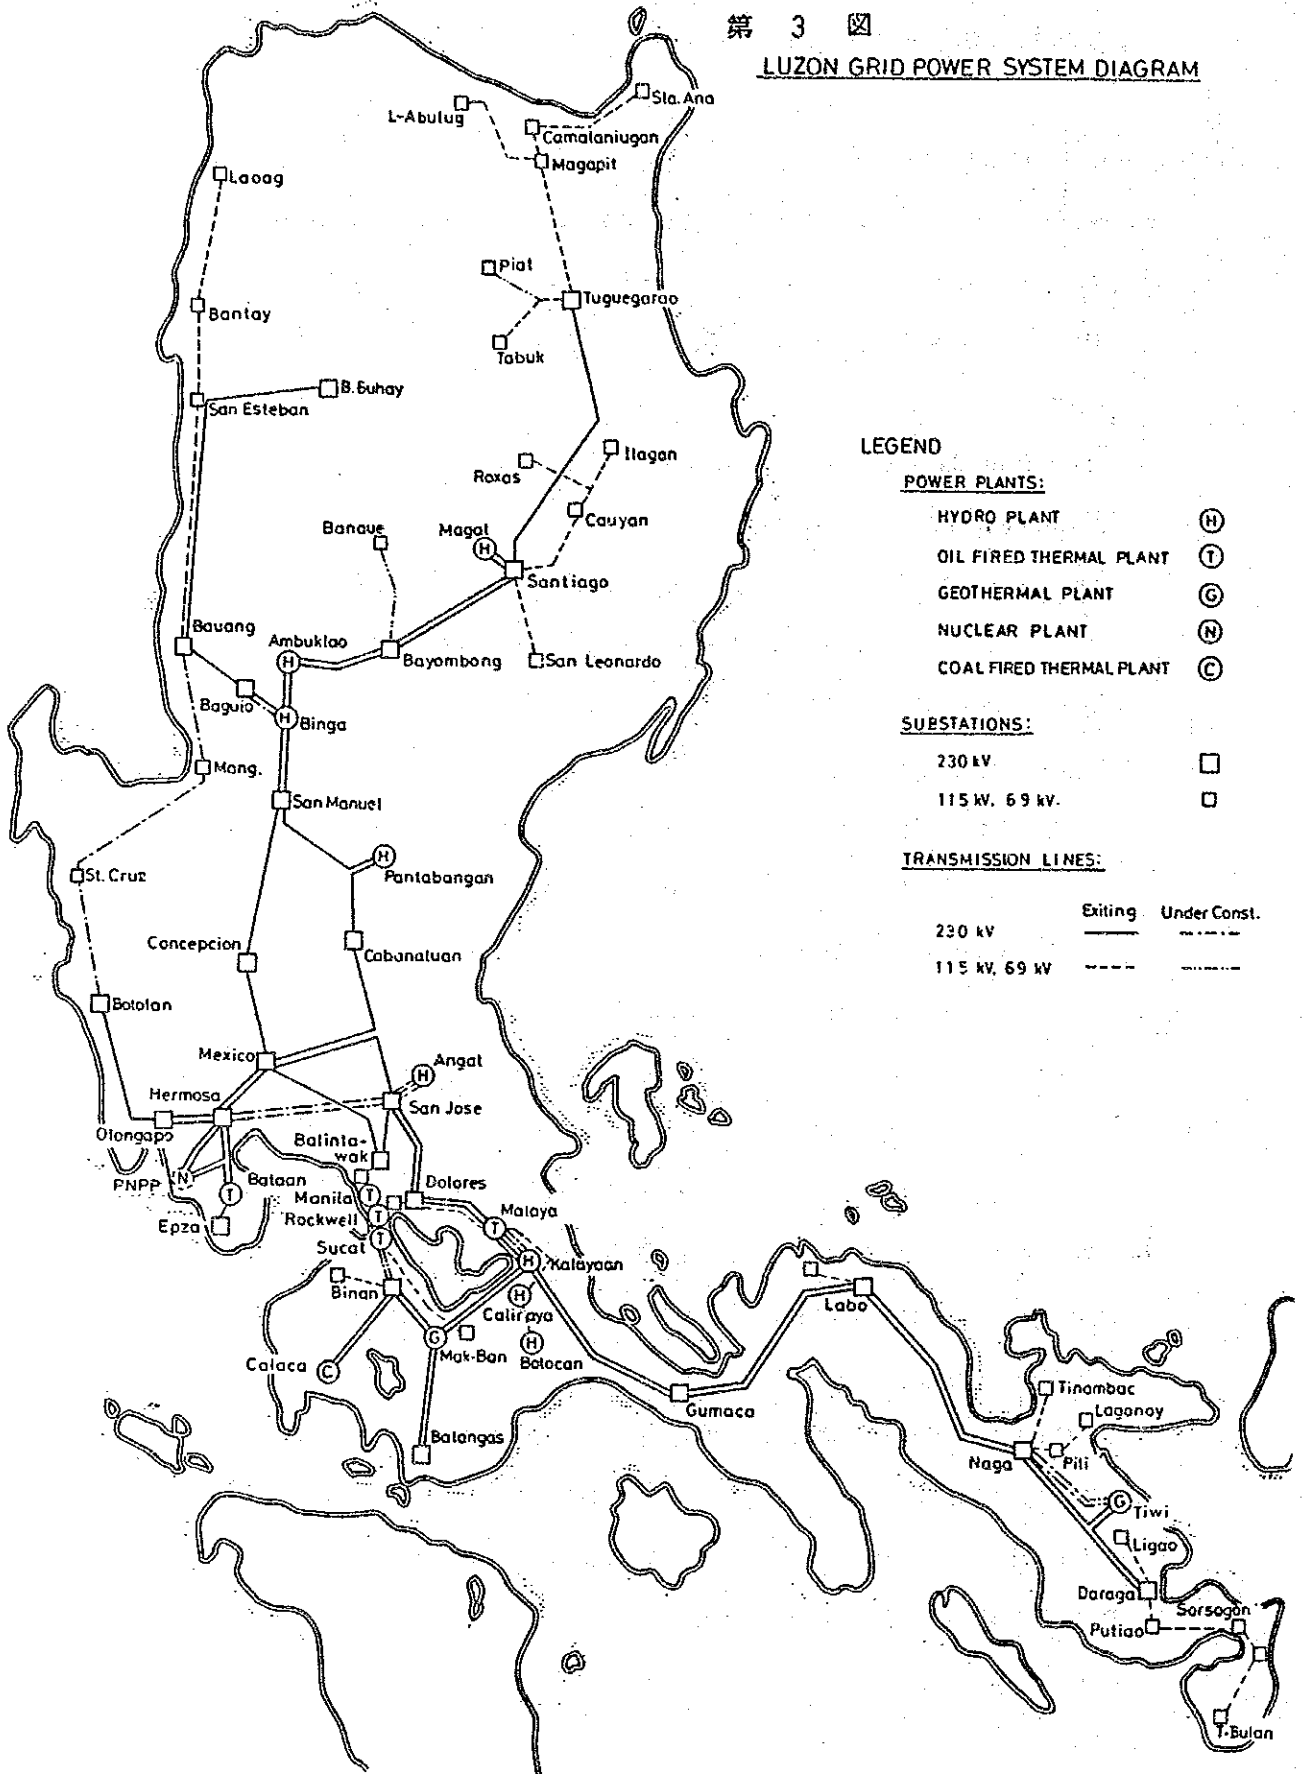 第 3 図
LUZON GRID POWER SYSTEM DIAGRAM
Sta. Ana
L-Abulug
Camalaniugan
Magapit
Laoag
Piat
Tuguegarao
Bantay
Tabuk
B. Suhay
San Esteban
Ilagan
Roxas
Cauyan
Banaue
Magat
Santiago
Bauang
Ambuklao
Bayombong
San Leonardo
Baguio
Binga
Mang.
San Manuel
St. Cruz
Pantabangan
Concepcion
Cabanatuan
Botolan
Mexico
Angat
Hermosa
San Jose
Olongapo
Balinta-
wak
PNPP
Bataan
Manila
Dolores
Epza
Rockwell
Malaya
Sucat
Kalayaan
Binan
Caliraya
Labo
Calaca
Mak-Ban
Botocan
Gumaca
Tinambac
Lagonoy
Batangas
Naga
Pili
Tiwi
Ligao
Daraga
Sorsogon
Putiao
T-Bulan
LEGEND
POWER PLANTS:
HYDRO PLANT H
OIL FIRED THERMAL PLANT T
GEOTHERMAL PLANT G
NUCLEAR PLANT N
COAL FIRED THERMAL PLANT C
SUBSTATIONS:
230 kV
115 kV, 69 kV.
TRANSMISSION LINES:
Exiting Under Const.
230 kV
115 kV, 69 kV